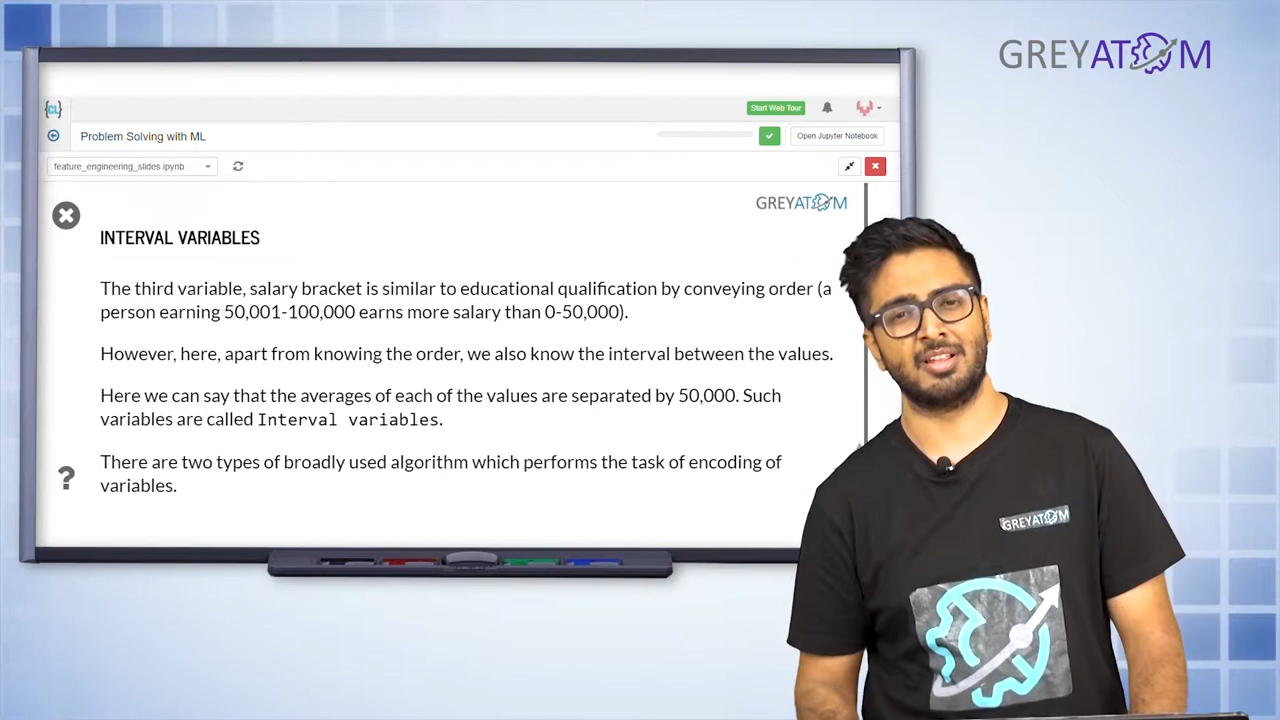 GREYATOM
{CL}
Start Web Tour
Problem Solving with ML
Open Jupyter Notebook
feature_engineering_slides.ipynb
GREYATOM
INTERVAL VARIABLES
The third variable, salary bracket is similar to educational qualification by conveying order (a
person earning 50,001-100,000 earns more salary than 0-50,000).
However, here, apart from knowing the order, we also know the interval between the values.
Here we can say that the averages of each of the values are separated by 50,000. Such
variables are called Interval variables.
There are two types of broadly used algorithm which performs the task of encoding of
variables.
?
GREYATOM